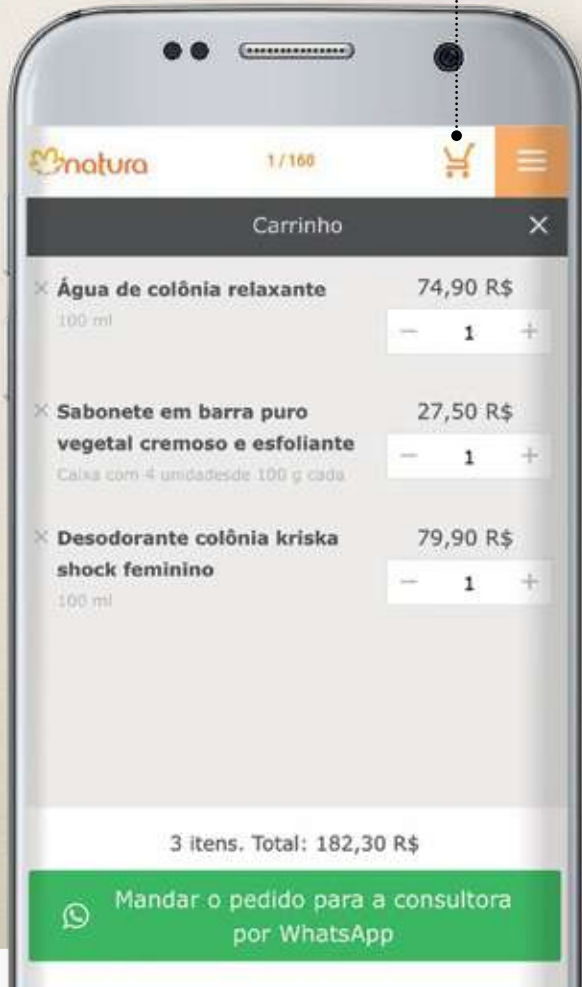 natura
1/160
Carrinho
Água de colônia relaxante
74,90 R$
100 ml
1
Sabonete em barra puro
27,50 R$
vegetal cremoso e esfoliante
1
Caixa com 4 unidadesde 100 g cada
Desodorante colônia kriska
79,90 R$
shock feminino
1
100 ml
3 itens. Total: 182,30 R$
Mandar o pedido para a consultora
por WhatsApp